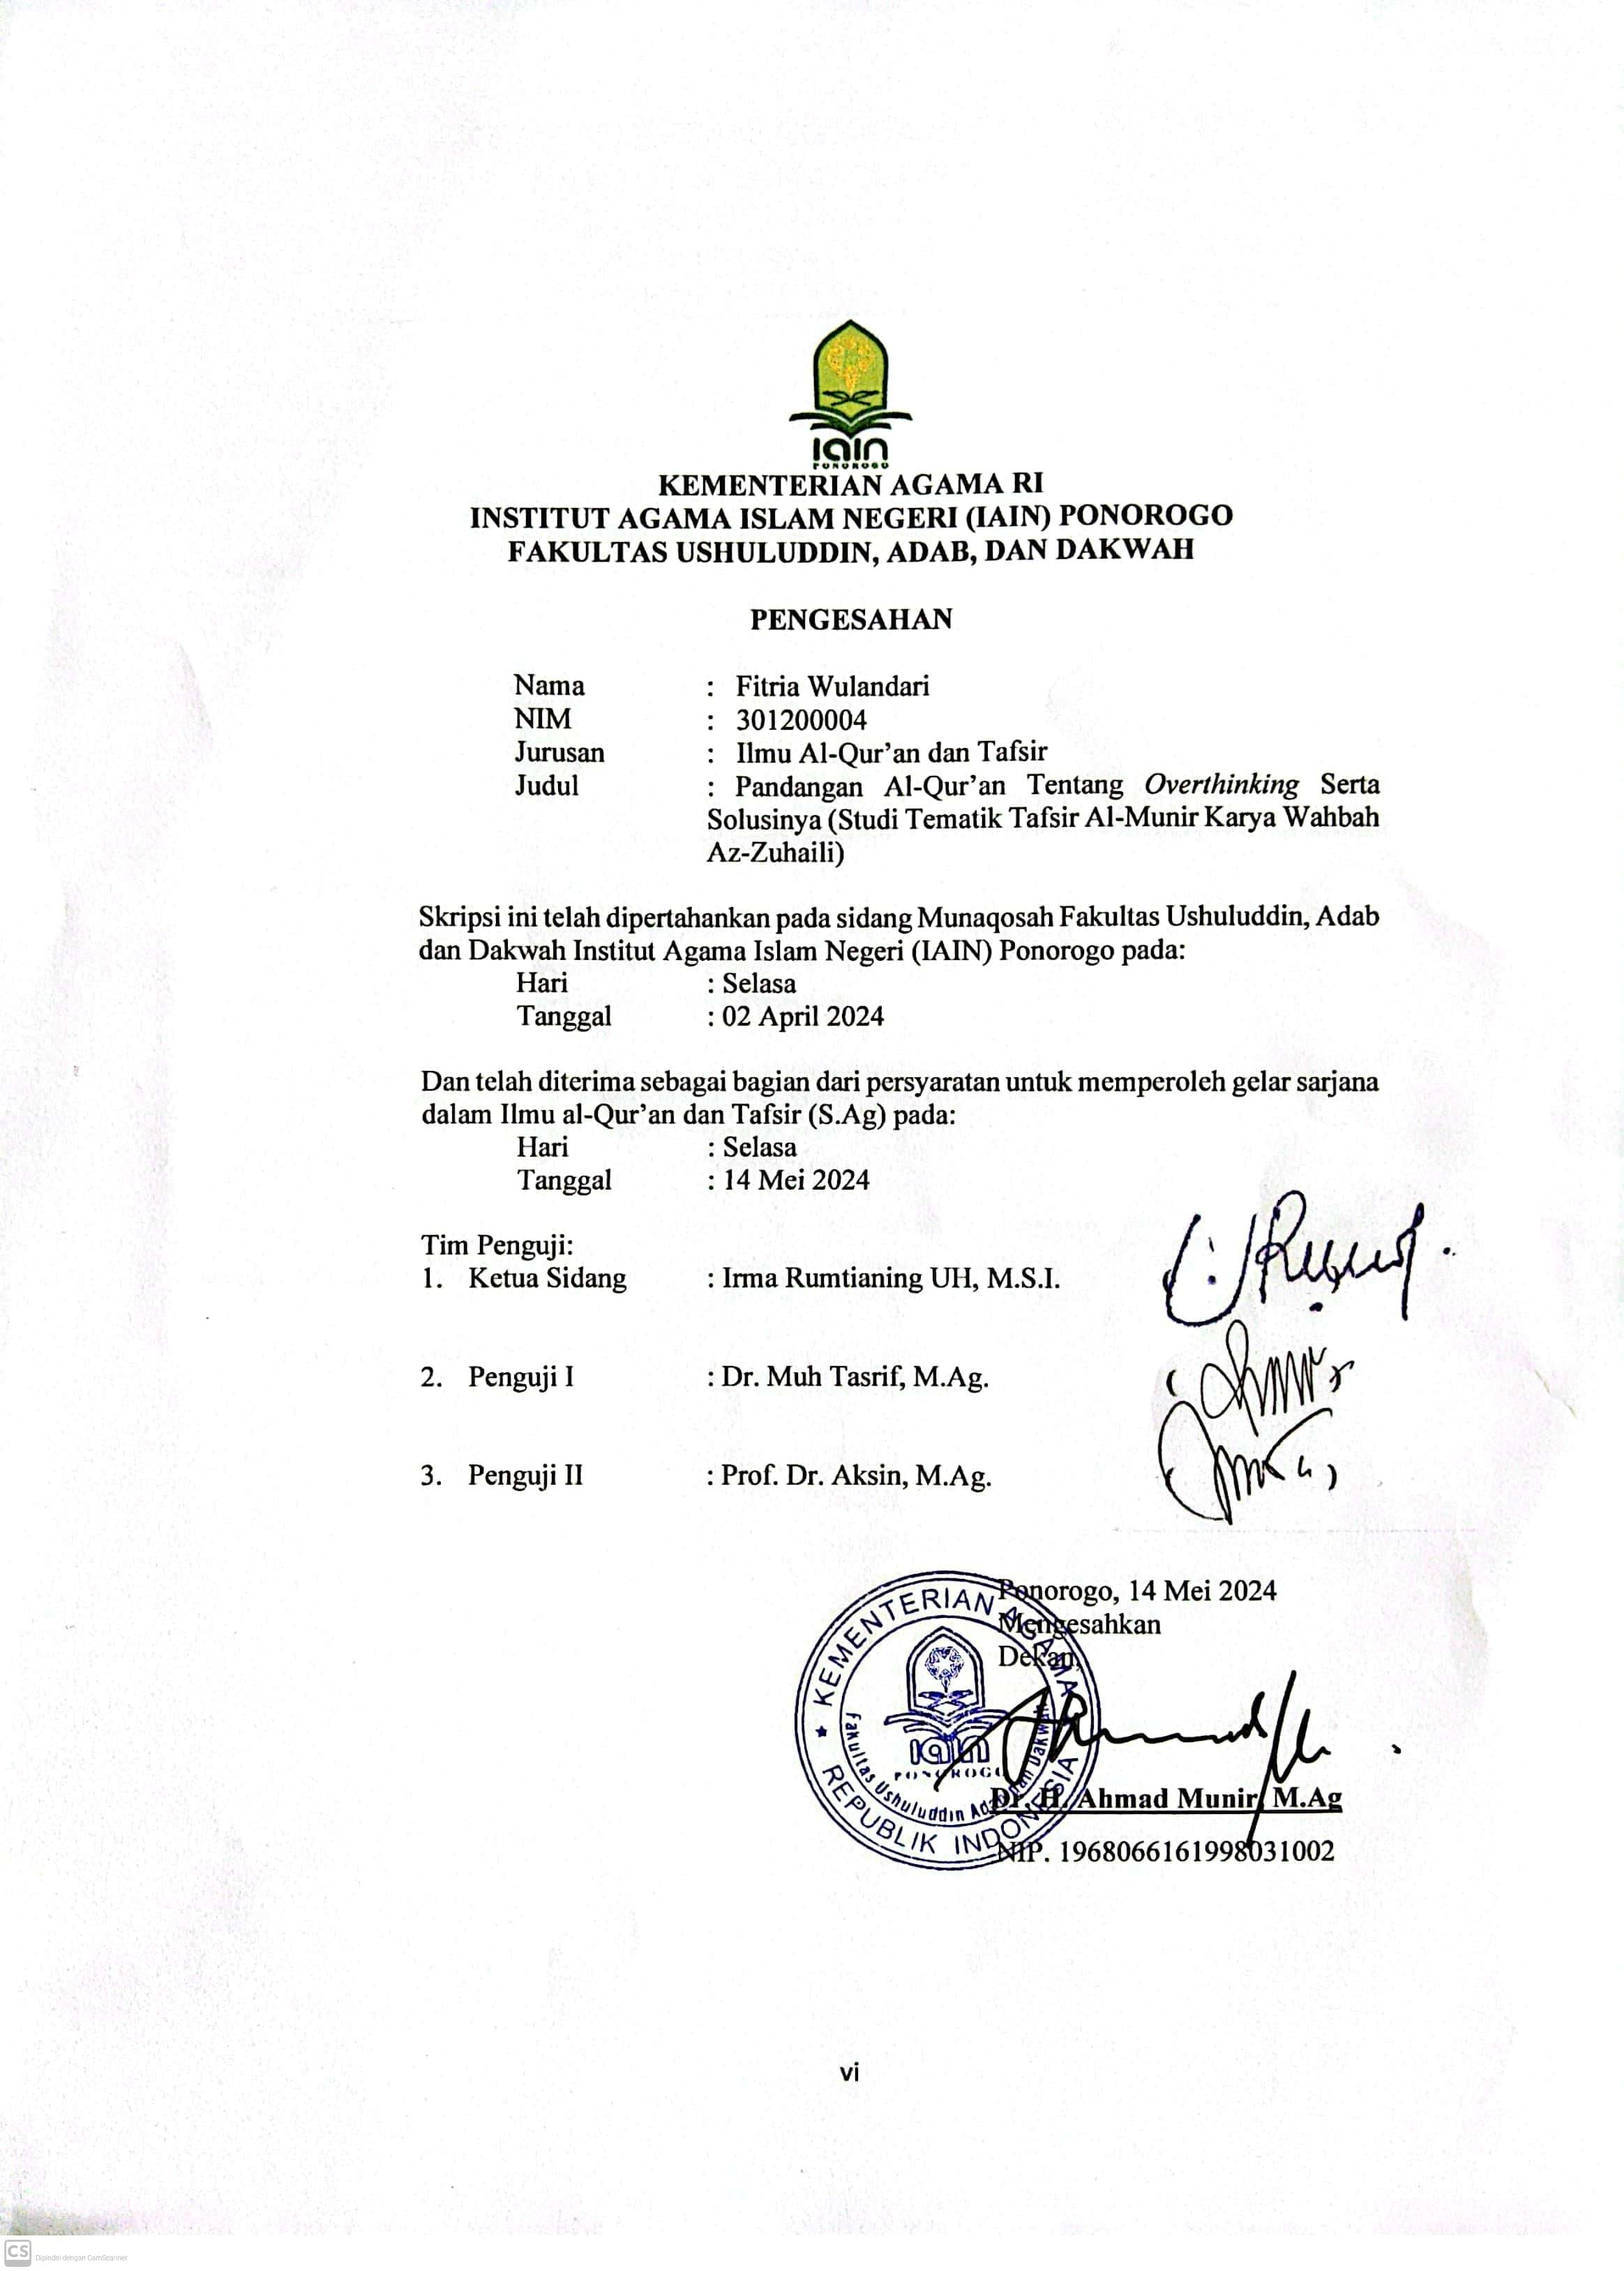 iain
PONOROGO
KEMENTERIAN AGAMA RI
INSTITUT AGAMA ISLAM NEGERI (IAIN) PONOROGO
FAKULTAS USHULUDDIN, ADAB, DAN DAKWAH
PENGESAHAN
Nama : Fitria Wulandari
NIM : 301200004
Jurusan : Ilmu Al-Qur'an dan Tafsir
Judul : Pandangan Al-Qur'an Tentang Overthinking Serta
Solusinya (Studi Tematik Tafsir Al-Munir Karya Wahbah
Az-Zuhaili)
Skripsi ini telah dipertahankan pada sidang Munaqosah Fakultas Ushuluddin, Adab
dan Dakwah Institut Agama Islam Negeri (IAIN) Ponorogo pada:
Hari : Selasa
Tanggal : 02 April 2024
Dan telah diterima sebagai bagian dari persyaratan untuk memperoleh gelar sarjana
dalam Ilmu al-Qur'an dan Tafsir (S.Ag) pada:
Hari : Selasa
Tanggal : 14 Mei 2024
Tim Penguji:
1. Ketua Sidang : Irma Rumtianing UH, M.S.I.
2. Penguji I : Dr. Muh Tasrif, M.Ag.
3. Penguji II : Prof. Dr. Aksin, M.Ag.
Ponorogo, 14 Mei 2024
Mengesahkan
Dekan,
KEMENTERIAN AGAMA
REPUBLIK INDONESIA
Fakultas Ushuluddin Adab dan Dakwah
iain
PONOROGO
Dr. H. Ahmad Munir, M.Ag
NIP. 1968066161998031002
vi
CS Dipindai dengan CamScanner